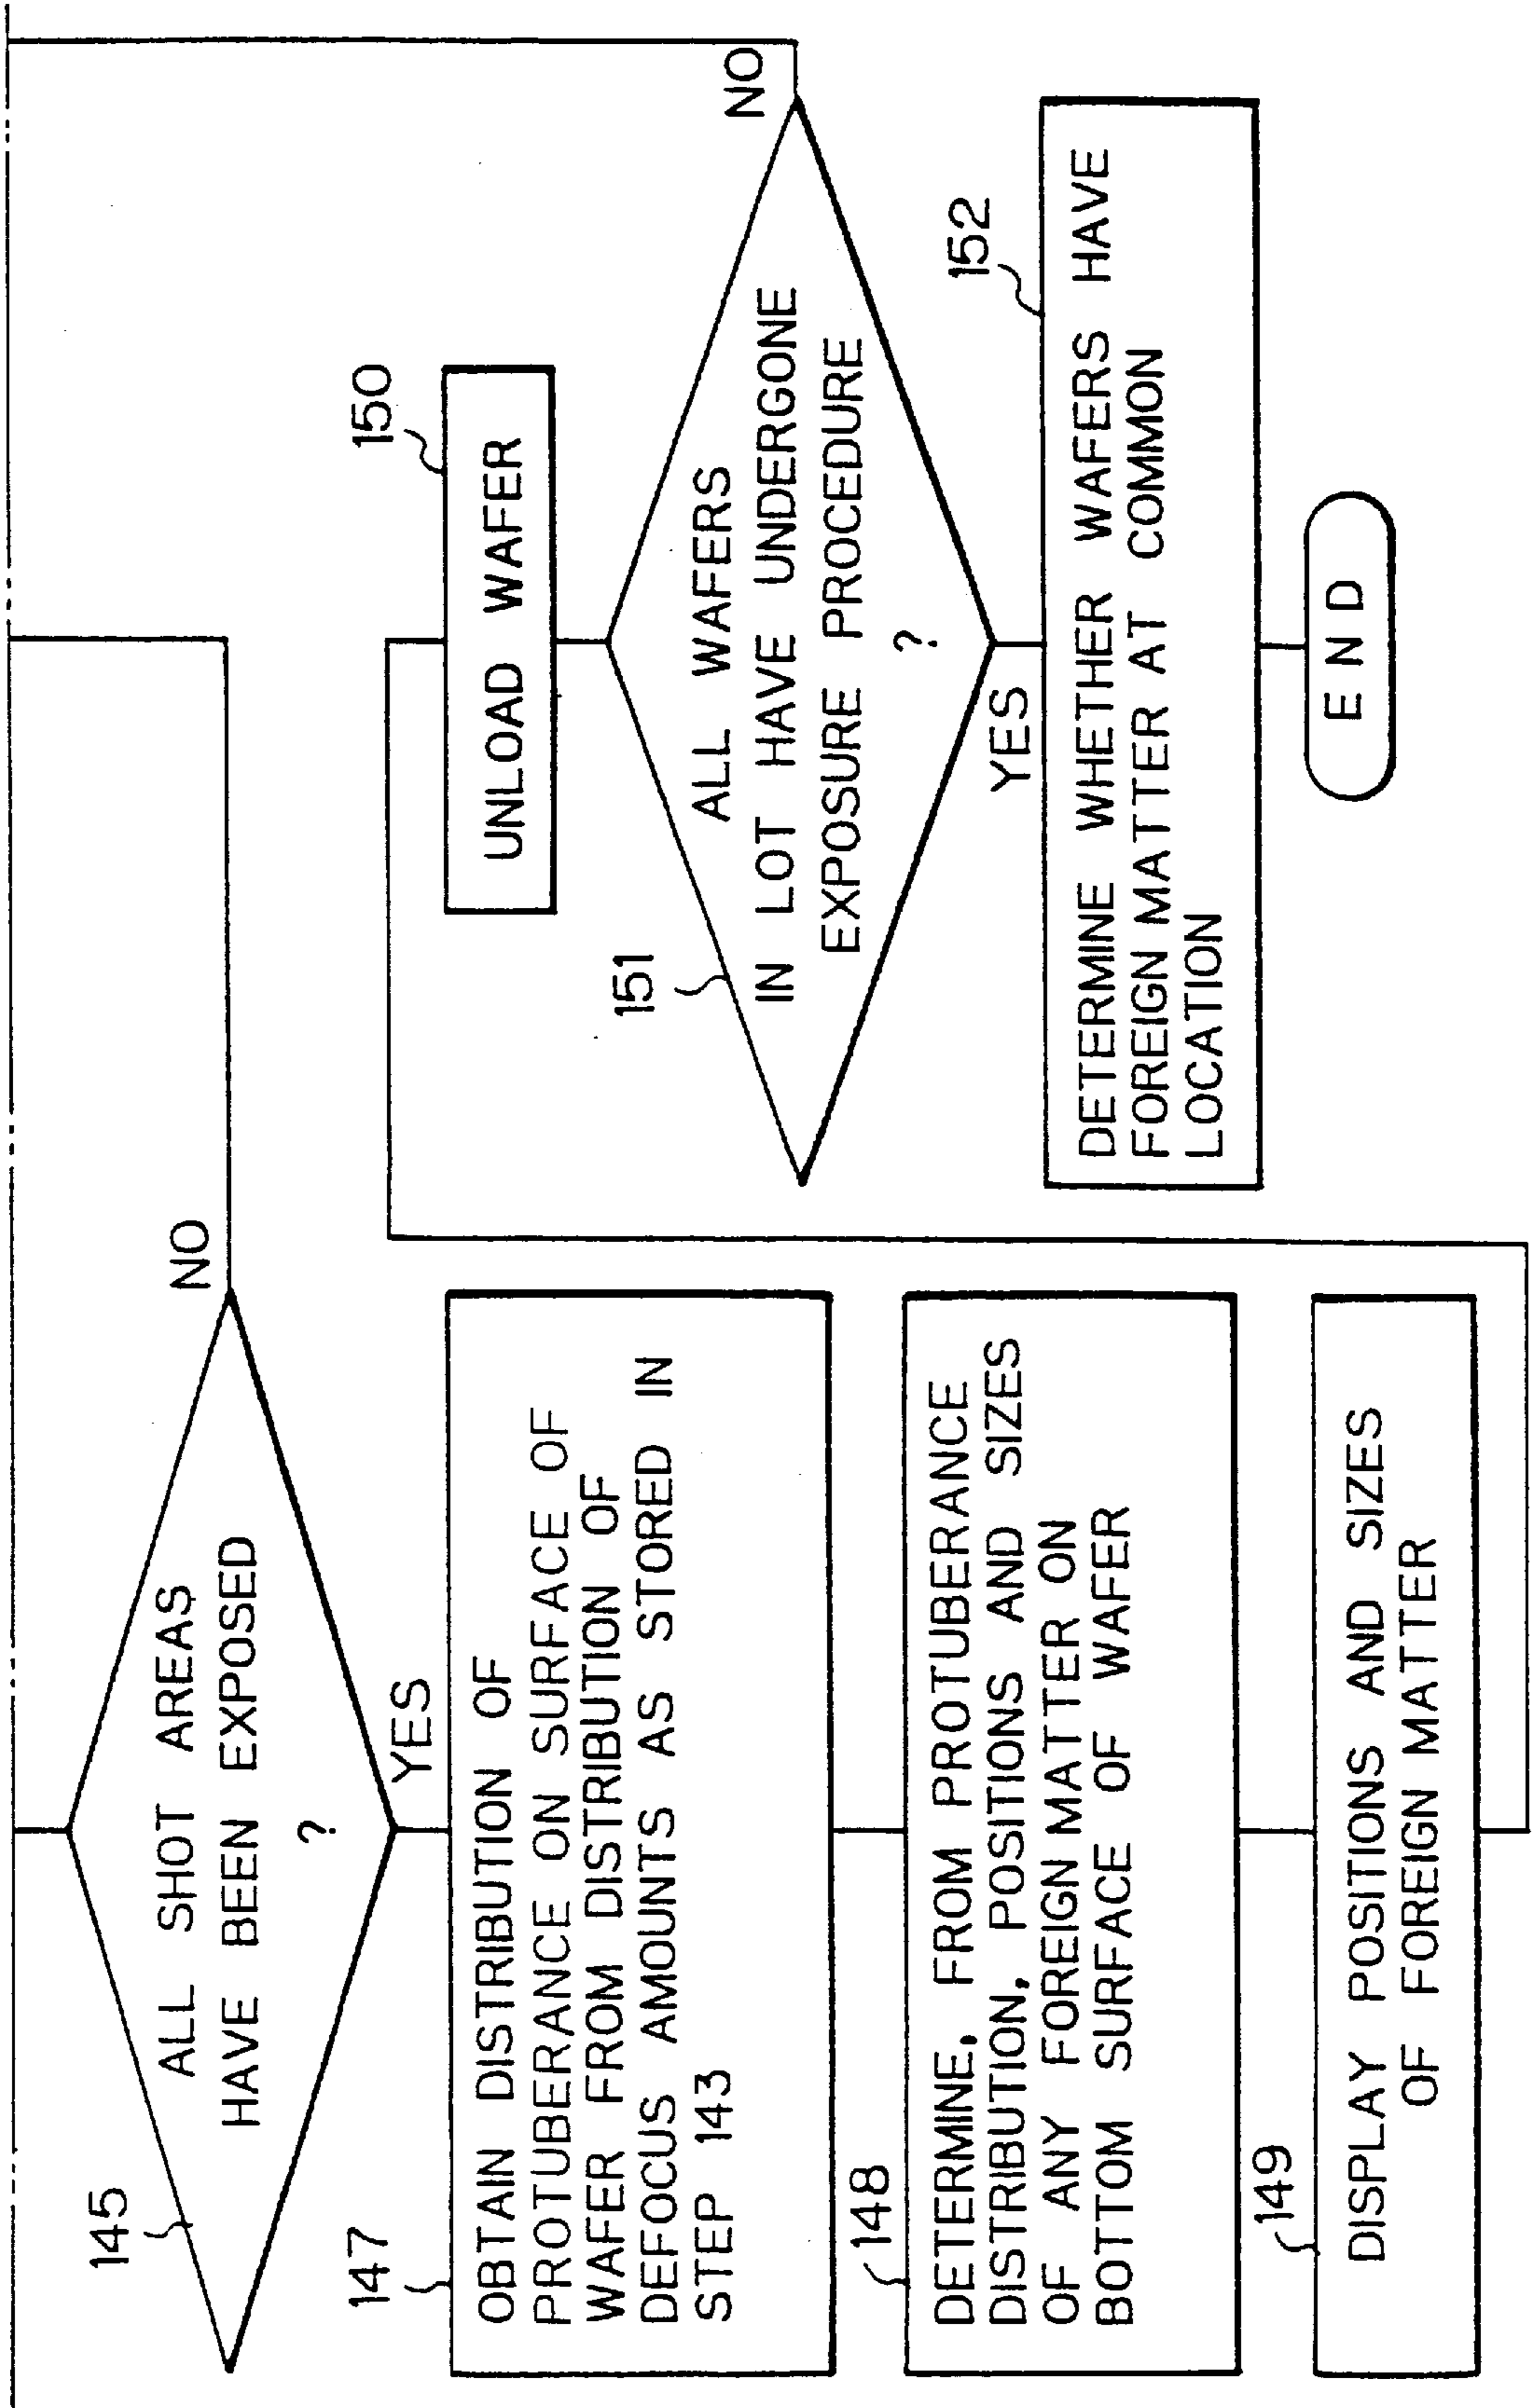 145
ALL SHOT AREAS
HAVE BEEN EXPOSED
?
NO
YES
147
OBTAIN DISTRIBUTION OF
PROTUBERANCE ON SURFACE OF
WAFER FROM DISTRIBUTION OF
DEFOCUS AMOUNTS AS STORED IN
STEP 143
148
DETERMINE, FROM PROTUBERANCE
DISTRIBUTION, POSITIONS AND SIZES
OF ANY FOREIGN MATTER ON
BOTTOM SURFACE OF WAFER
149
DISPLAY POSITIONS AND SIZES
OF FOREIGN MATTER
150
UNLOAD WAFER
151
ALL WAFERS
IN LOT HAVE UNDERGONE
EXPOSURE PROCEDURE
?
NO
YES
152
DETERMINE WHETHER WAFERS HAVE
FOREIGN MATTER AT COMMON
LOCATION
END